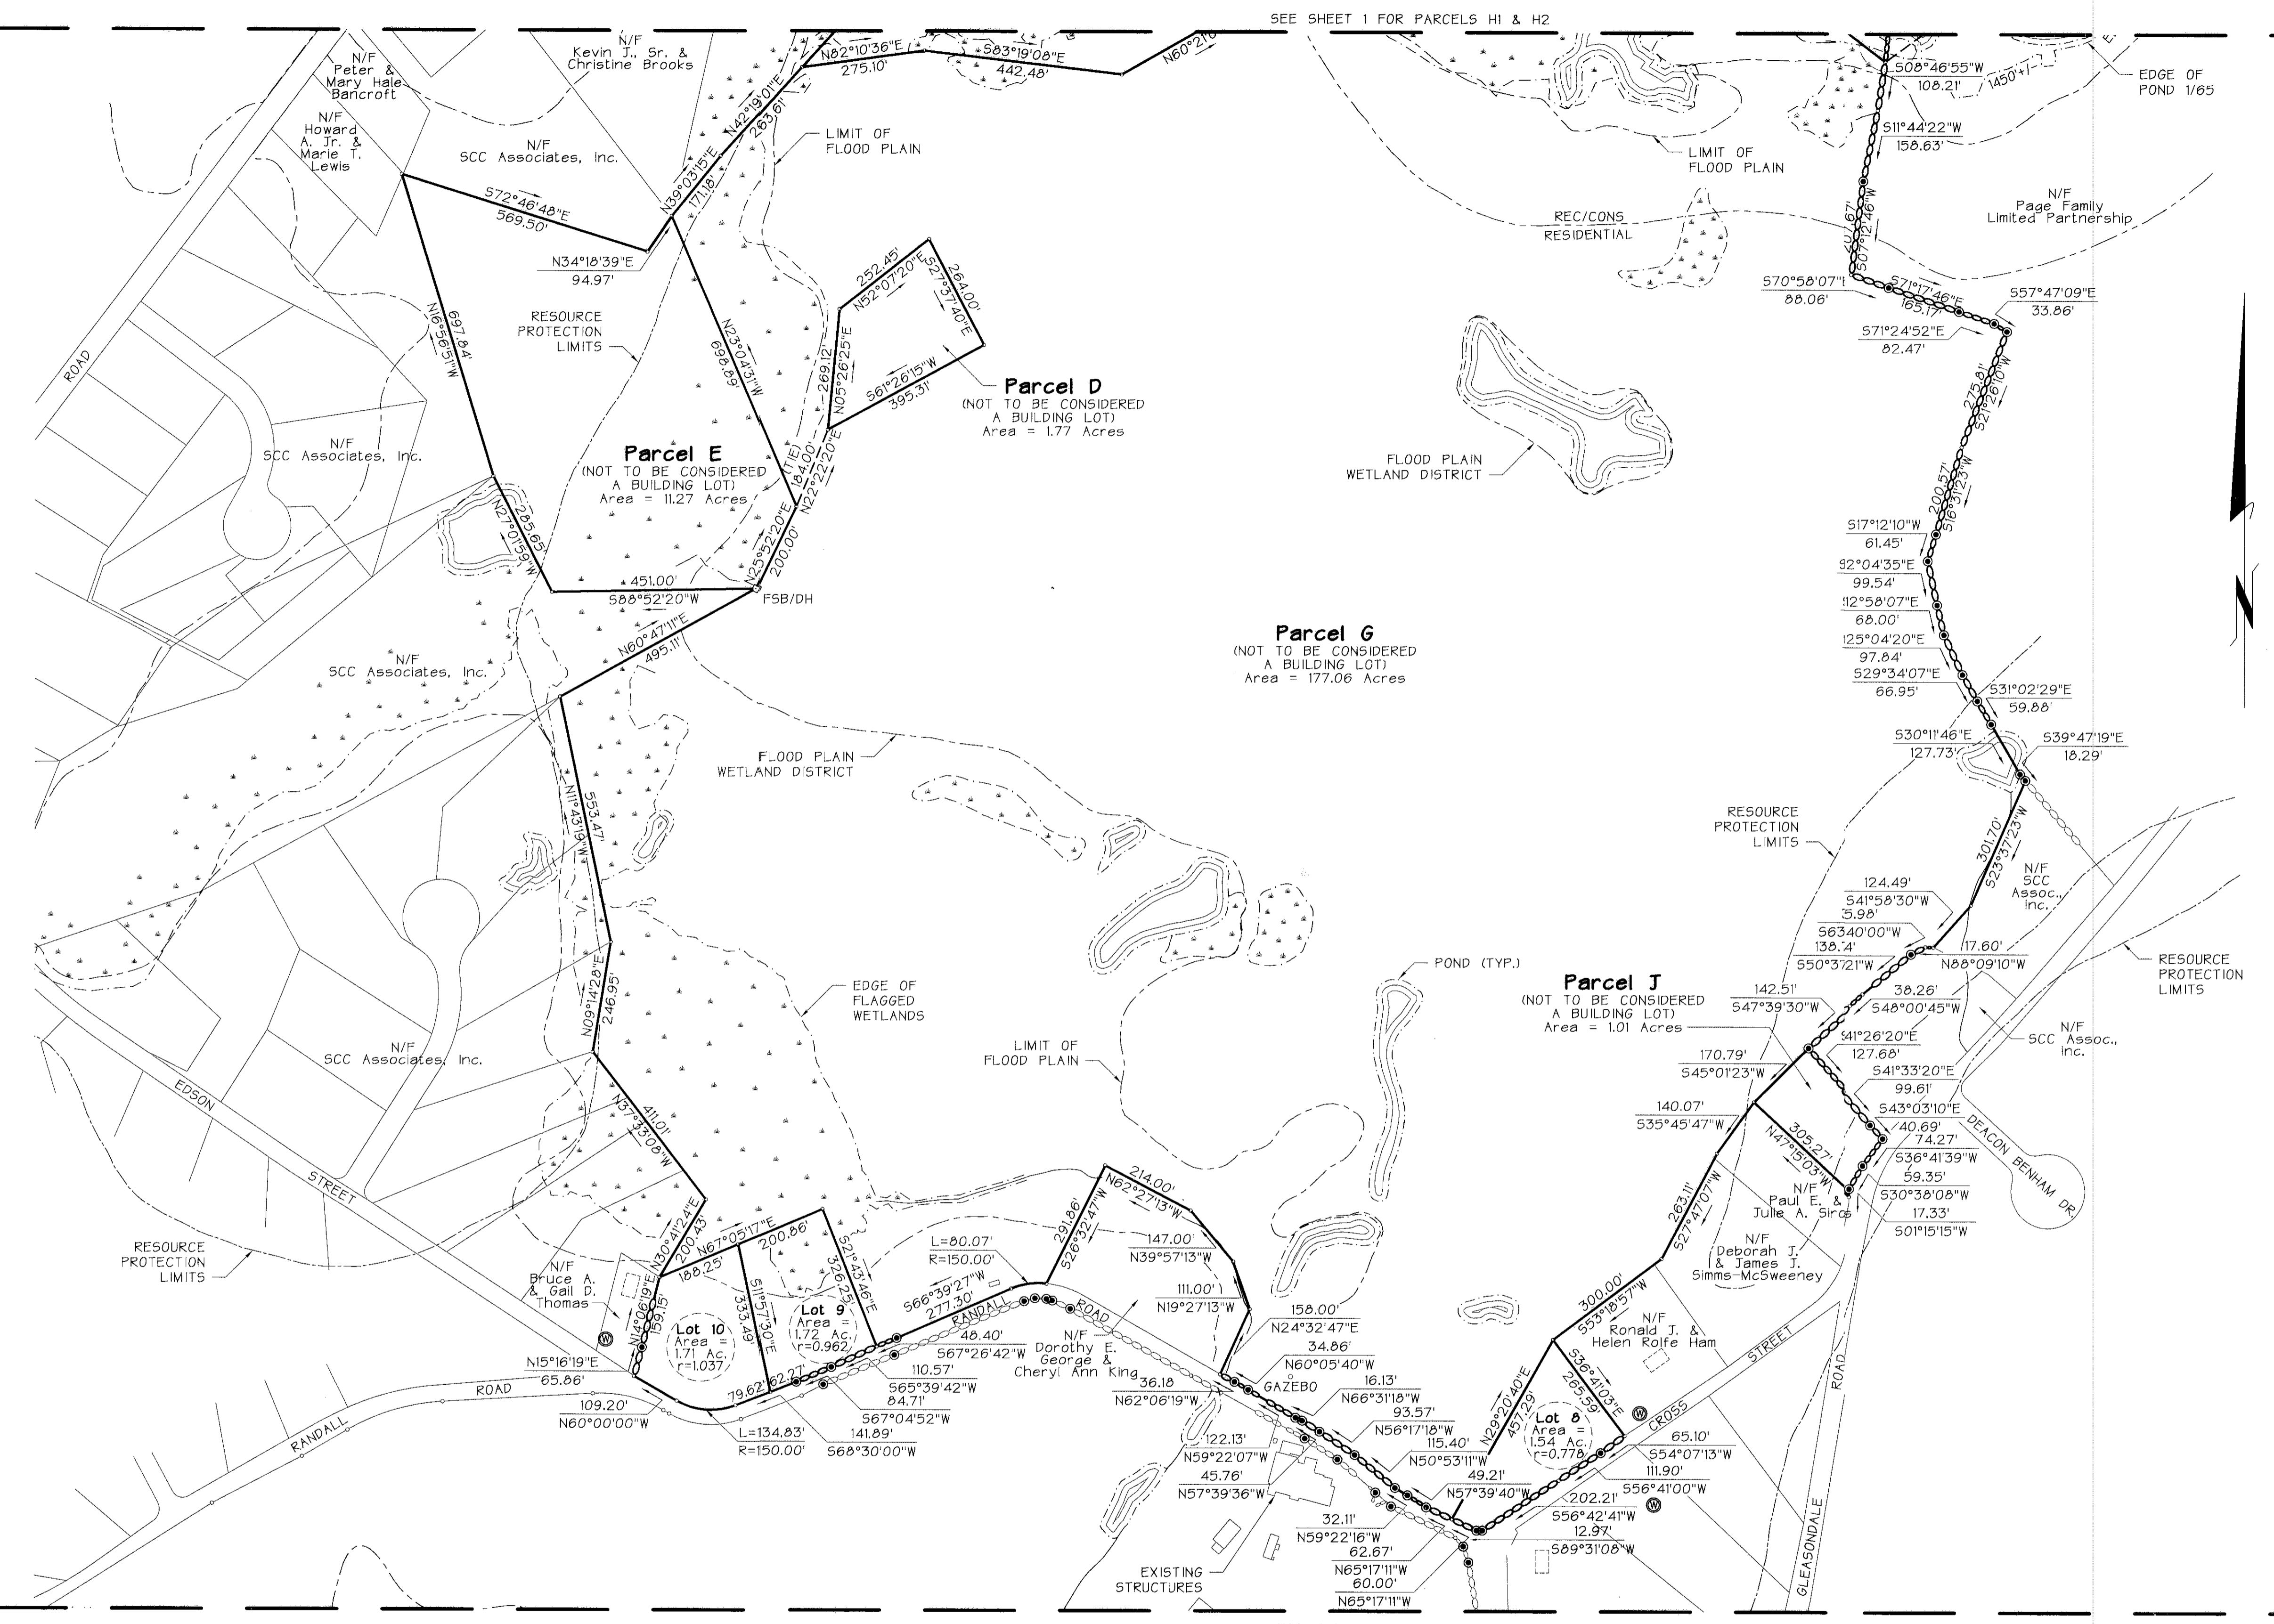 SEE SHEET 1 FOR PARCELS H1 & H2
N/F
Peter &
Mary Hale
Bancroft
N/F
Kevin J., Sr. &
Christine Brooks
N/F
Howard
A. Jr. &
Marie T.
Lewis
N/F
SCC Associates, Inc.
N82°10'36"E
275.10'
S83°19'08"E
442.48'
N42°19'01"E
263.61'
N39°03'15"E
171.18'
LIMIT OF
FLOOD PLAIN
S72°46'48"E
569.50'
N34°18'39"E
94.97'
RESOURCE
PROTECTION
LIMITS
N16°56'51"W
697.84'
ROAD
N23°04'31"W
698.89'
252.45'
N52°07'20"E
264.00'
S27°37'40"E
269.12'
N05°26'25"E
S61°26'15"W
395.31'
Parcel D
(NOT TO BE CONSIDERED
A BUILDING LOT)
Area = 1.77 Acres
Parcel E
(NOT TO BE CONSIDERED
A BUILDING LOT)
Area = 11.27 Acres
(TIE)
184.00'
N22°22'20"E
N25°52'20"E
200.00'
N/F
SCC Associates, Inc.
285.65'
N27°01'59"W
451.00'
S88°52'20"W
FSB/DH
N60°47'11"E
495.11'
N/F
SCC Associates, Inc.
LIMIT OF
FLOOD PLAIN
REC/CONS
RESIDENTIAL
EDGE OF
POND 1/65
1450'+/-
S08°46'55"W
108.21'
S11°44'22"W
158.63'
N/F
Page Family
Limited Partnership
S07°12'46"W
88.06'
S71°17'46"E
165.17'
S57°47'09"E
33.86'
S71°24'52"E
82.47'
275.81'
S21°26'10"W
200.57'
S16°31'23"W
FLOOD PLAIN
WETLAND DISTRICT
S17°12'10"W
61.45'
99.54'
68.00'
97.84'
S29°34'07"E
66.95'
S31°02'29"E
59.88'
S30°11'46"E
127.73'
S39°47'19"E
18.29'
Parcel G
(NOT TO BE CONSIDERED
A BUILDING LOT)
Area = 177.06 Acres
FLOOD PLAIN
WETLAND DISTRICT
553.47'
N11°43'19"W
RESOURCE
PROTECTION
LIMITS
301.70'
S23°37'23"W
N/F
SCC
Assoc.,
Inc.
124.49'
S41°58'30"W
17.60'
N88°09'10"W
38.26'
S48°00'45"W
142.51'
S47°39'30"W
RESOURCE
PROTECTION
LIMITS
N/F
SCC Assoc.,
Inc.
POND (TYP.)
Parcel J
(NOT TO BE CONSIDERED
A BUILDING LOT)
Area = 1.01 Acres
EDGE OF
FLAGGED
WETLANDS
LIMIT OF
FLOOD PLAIN
N09°14'28"E
246.95'
N/F
SCC Associates, Inc.
EDSON
STREET
411.01'
N37°33'08"W
127.68'
S41°33'20"E
99.61'
S43°03'10"E
40.69'
74.27'
S36°41'39"W
59.35'
S30°38'08"W
17.33'
S01°15'15"W
170.79'
S45°01'23"W
140.07'
S35°45'47"W
305.27'
N47°15'03"W
DEACON BENHAM DR.
N/F
Paul E. &
Julie A. Siros
N/F
Deborah J.
& James J.
Simms-McSweeney
263.11'
S27°47'07"W
300.00'
S53°18'57"W
N/F
Ronald J. &
Helen Rolfe Ham
RESOURCE
PROTECTION
LIMITS
N/F
Bruce A.
& Gail D.
Thomas
N30°41'24"E
200.43'
N14°06'19"E
159.15'
N67°05'17"E
188.25'
200.86'
S21°43'46"E
326.25'
S11°57'30"E
333.49'
Lot 10
Area =
1.71 Ac.
r=1.037
Lot 9
Area =
1.72 Ac.
r=0.962
L=80.07'
R=150.00'
S66°39'27"W
277.30'
RANDALL
ROAD
291.86'
S26°32'47"W
214.00'
N62°27'13"W
147.00'
N39°57'13"W
111.00'
N19°27'13"W
158.00'
N24°32'47"E
34.86'
N60°05'40"W
GAZEBO
N/F
Dorothy E.
George &
Cheryl Ann King
36.18
N62°06'19"W
16.13'
N66°31'18"W
93.57'
N56°17'18"W
115.40'
N50°53'11"W
49.21'
N57°39'40"W
122.13'
N59°22'07"W
45.76'
N57°39'36"W
32.11'
N59°22'16"W
62.67'
N65°17'11"W
60.00'
N65°17'11"W
EXISTING
STRUCTURES
N15°16'19"E
65.86'
109.20'
N60°00'00"W
L=134.83'
R=150.00'
79.62'
62.27'
141.89'
S68°30'00"W
84.71'
S67°04'52"W
110.57'
S65°39'42"W
48.40'
S67°26'42"W
RANDALL
ROAD
N29°20'40"E
457.29'
S36°41'03"E
265.59'
Lot 8
Area =
1.54 Ac.
r=0.778
W
W
W
CROSS
STREET
65.10'
S54°07'13"W
111.90'
S56°41'00"W
202.21'
S56°42'41"W
12.97'
S89°31'08"W
GLEASONDALE
ROAD
N